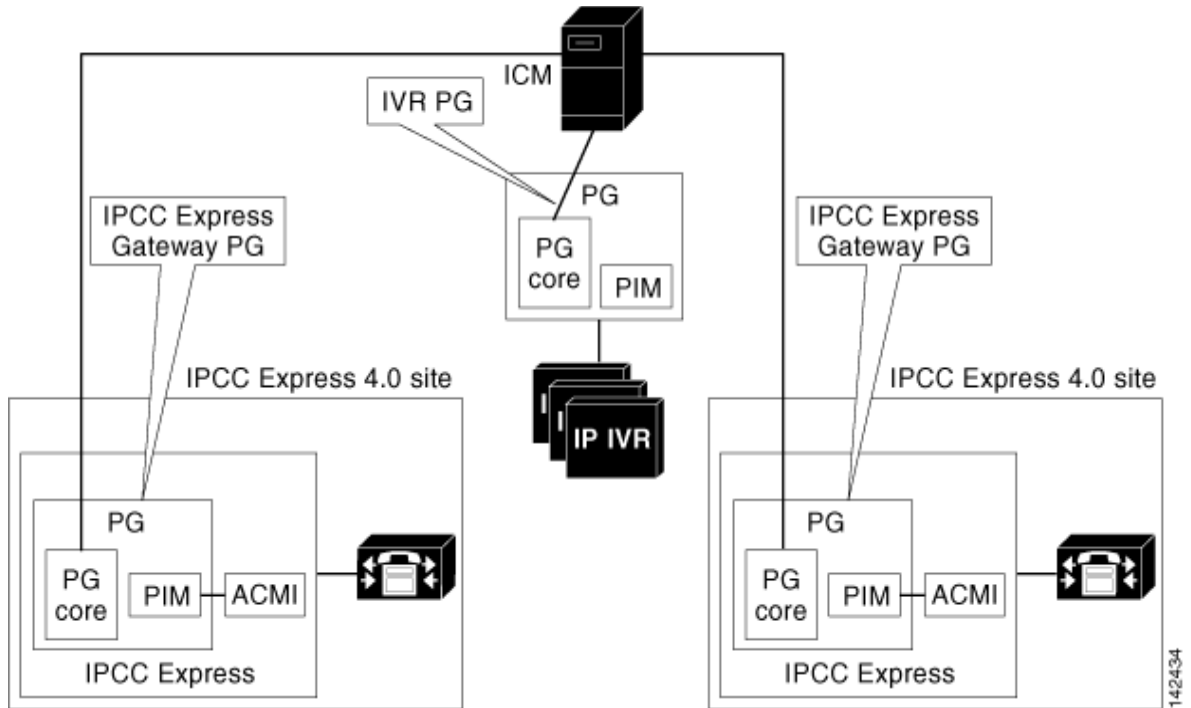 ICM
IVR PG
PG
PG
core
PIM
IP IVR
IPCC Express
Gateway PG
IPCC Express 4.0 site
PG
PG
core
PIM
ACMI
IPCC Express
IPCC Express
Gateway PG
IPCC Express 4.0 site
PG
PG
core
PIM
ACMI
IPCC Express
142434